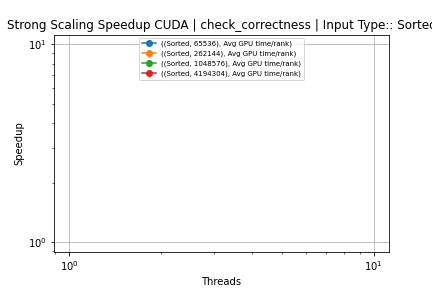 Strong Scaling Speedup CUDA | check_correctness | Input Type:: Sorted
10¹
((Sorted, 65536), Avg GPU time/rank)
((Sorted, 262144), Avg GPU time/rank)
((Sorted, 1048576), Avg GPU time/rank)
((Sorted, 4194304), Avg GPU time/rank)
Speedup
10⁰
10⁰
10¹
Threads